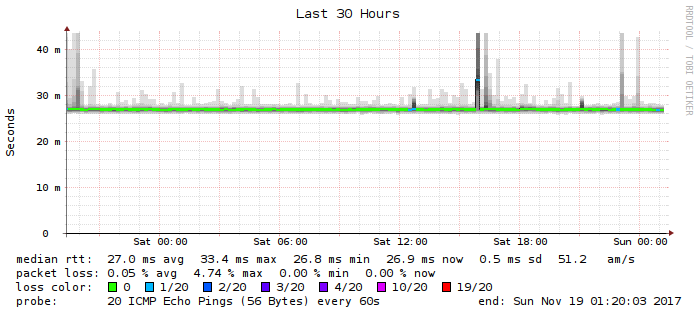 Last 30 Hours
RRDTOOL / TOBI OETIKER
Seconds
40 m
30 m
20 m
10 m
0
Sat 00:00 Sat 06:00 Sat 12:00 Sat 18:00 Sun 00:00
median rtt: 27.0 ms avg 33.4 ms max 26.8 ms min 26.9 ms now 0.5 ms sd 51.2 am/s
packet loss: 0.05 % avg 4.74 % max 0.00 % min 0.00 % now
loss color: 0 1/20 2/20 3/20 4/20 10/20 19/20
probe: 20 ICMP Echo Pings (56 Bytes) every 60s end: Sun Nov 19 01:20:03 2017